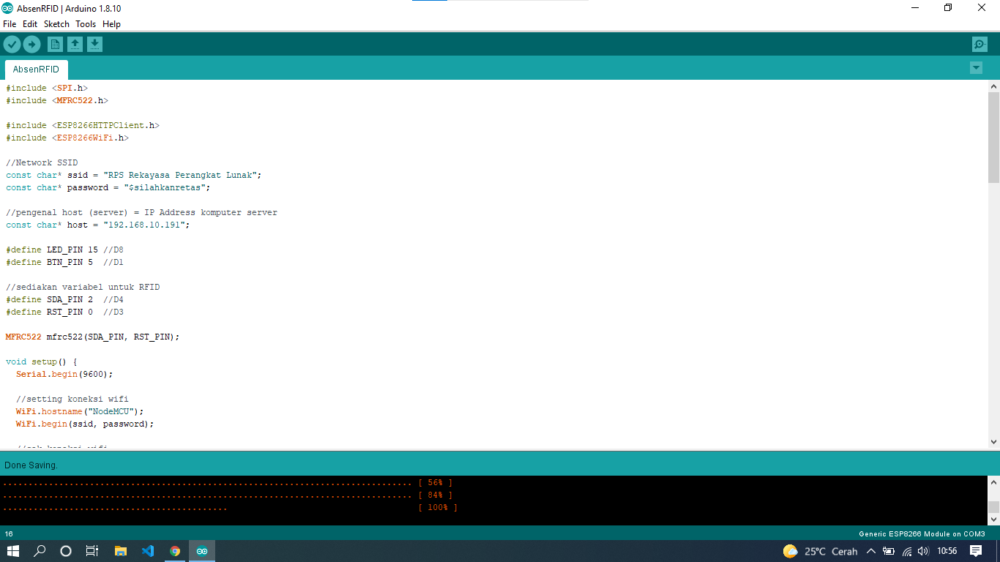 AbsenRFID | Arduino 1.8.10
File Edit Sketch Tools Help
AbsenRFID
#include <SPI.h>
#include <MFRC522.h>
#include <ESP8266HTTPClient.h>
#include <ESP8266WiFi.h>
//Network SSID
const char* ssid = "RPS Rekayasa Perangkat Lunak";
const char* password = "$silahkanretas";
//pengenal host (server) = IP Address komputer server
const char* host = "192.168.10.191";
#define LED_PIN 15 //D8
#define BTN_PIN 5  //D1
//sediakan variabel untuk RFID
#define SDA_PIN 2  //D4
#define RST_PIN 0  //D3
MFRC522 mfrc522(SDA_PIN, RST_PIN);
void setup() {
  Serial.begin(9600);
  //setting koneksi wifi
  WiFi.hostname("NodeMCU");
  WiFi.begin(ssid, password);
Done Saving.
................................................................................ [ 56% ]
................................................................................ [ 84% ]
............................................ [ 100% ]
16
Generic ESP8266 Module on COM3
25°C Cerah
10:56